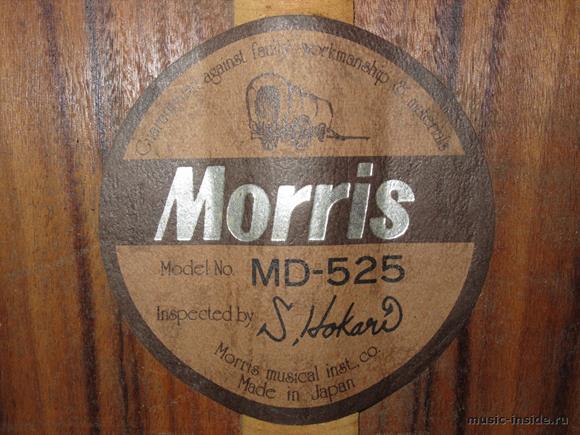 Guarantees against faulty workmanship & materials
Morris
Model No. MD-525
Inspected by S. Hokari
Morris musical inst. co.
Made in Japan
music-inside.ru